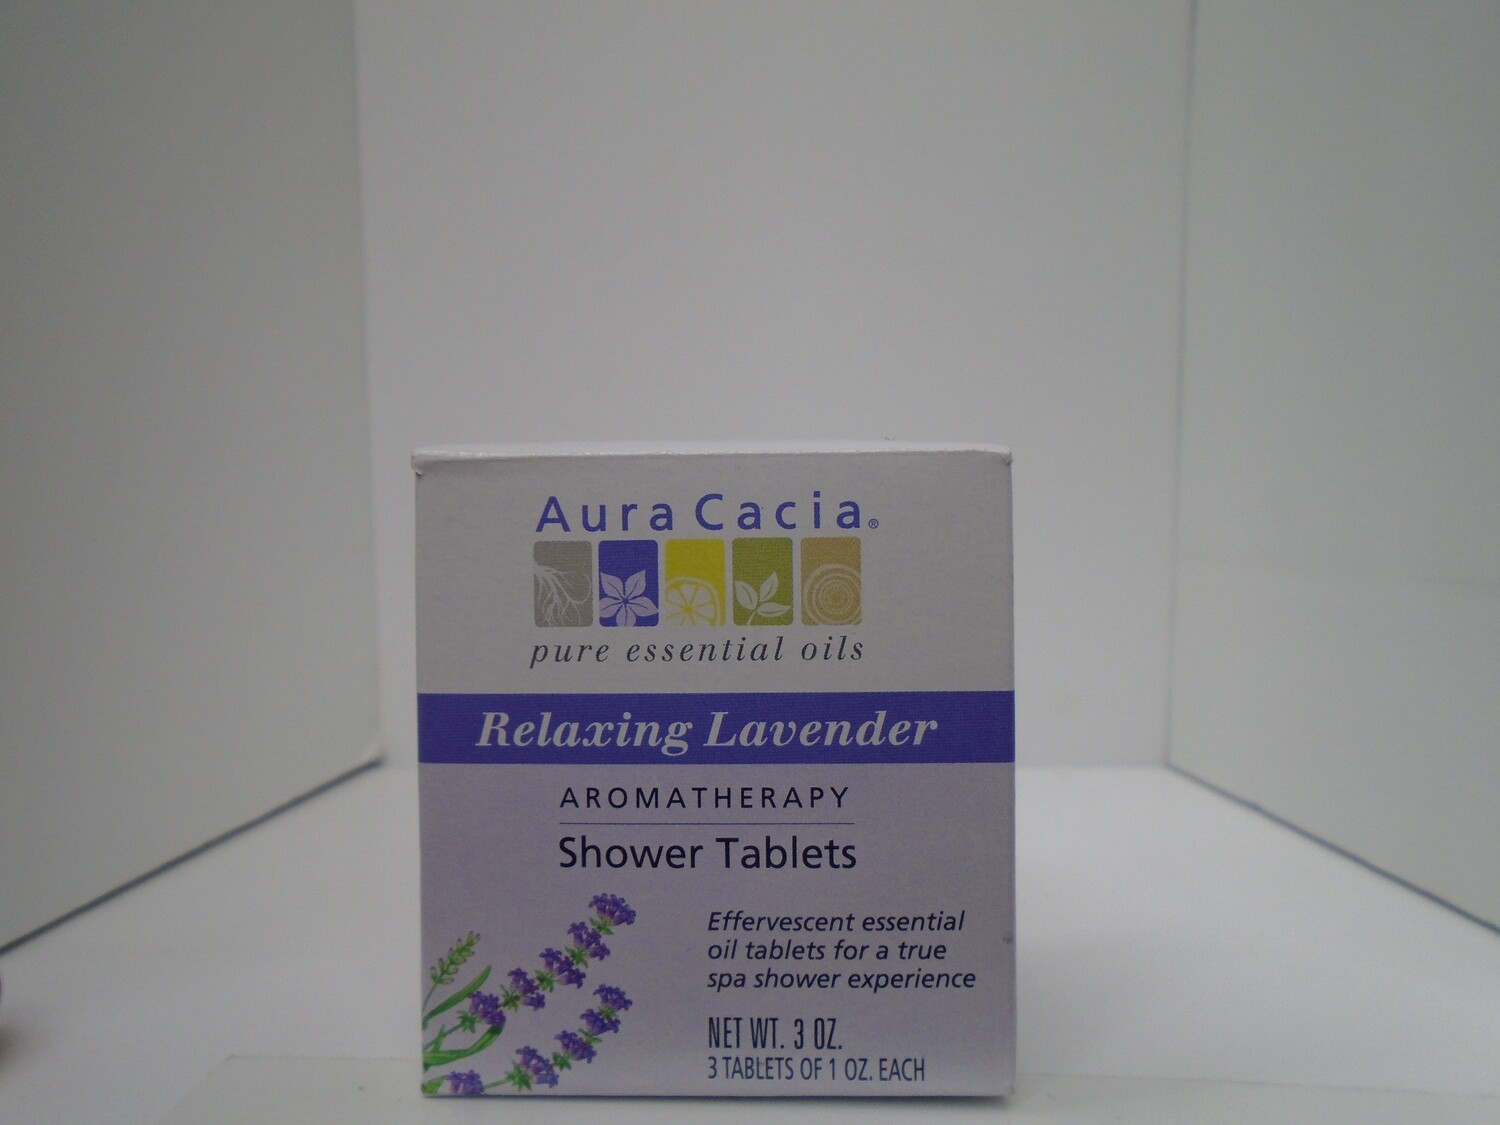 Aura Cacia®
pure essential oils
Relaxing Lavender
AROMATHERAPY
Shower Tablets
Effervescent essential
oil tablets for a true
spa shower experience
NET WT. 3 OZ.
3 TABLETS OF 1 OZ. EACH